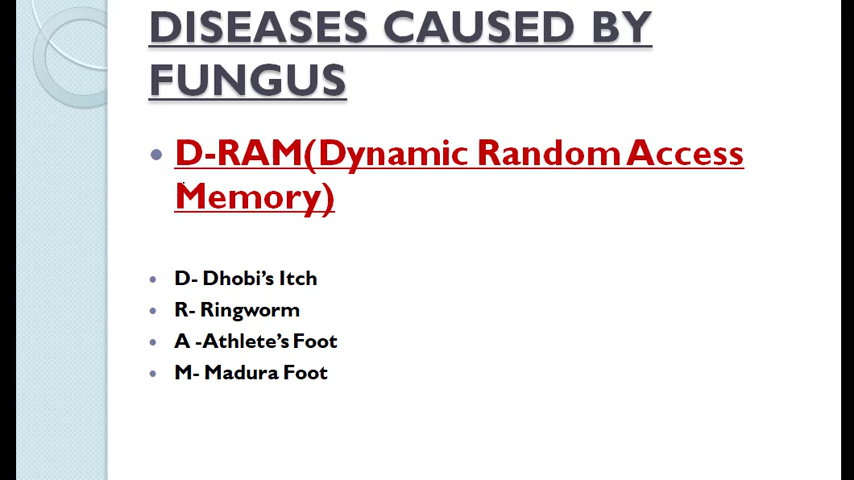 DISEASES CAUSED BY
FUNGUS
• D-RAM(Dynamic Random Access
Memory)
• D- Dhobi's Itch
• R- Ringworm
• A -Athlete's Foot
• M- Madura Foot